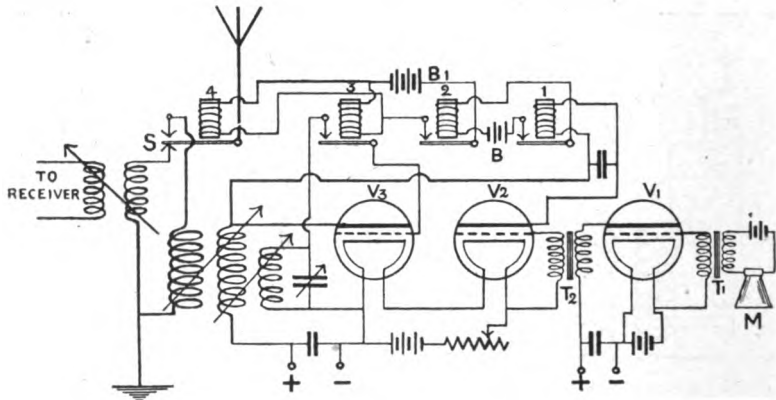 B1
4
3
2
1
S
B
TO
RECEIVER
V3
V2
V1
T2
T1
M
+
-
+
-